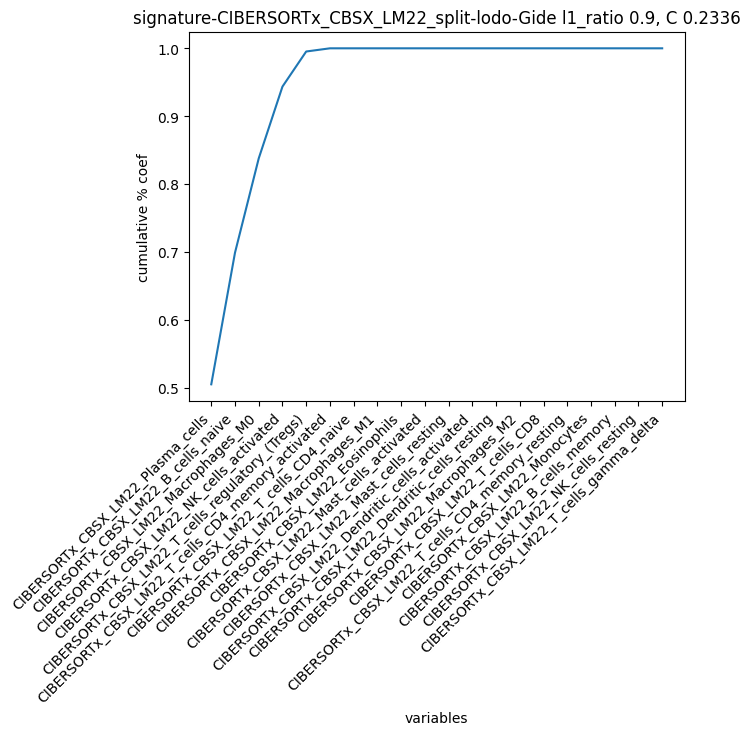 signature-CIBERSORTx_CBSX_LM22_split-lodo-Gide l1_ratio 0.9, C 0.2336
1.0
0.9
0.8
0.7
0.6
0.5
cumulative % coef
CIBERSORTx_CBSX_LM22_Plasma_cells
CIBERSORTx_CBSX_LM22_B_cells_naive
CIBERSORTx_CBSX_LM22_Macrophages_M0
CIBERSORTx_CBSX_LM22_NK_cells_activated
CIBERSORTx_CBSX_LM22_T_cells_regulatory_(Tregs)
CIBERSORTx_CBSX_LM22_T_cells_CD4_memory_activated
CIBERSORTx_CBSX_LM22_T_cells_CD4_naive
CIBERSORTx_CBSX_LM22_Macrophages_M1
CIBERSORTx_CBSX_LM22_Eosinophils
CIBERSORTx_CBSX_LM22_Mast_cells_activated
CIBERSORTx_CBSX_LM22_Mast_cells_resting
CIBERSORTx_CBSX_LM22_Dendritic_cells_activated
CIBERSORTx_CBSX_LM22_Dendritic_cells_resting
CIBERSORTx_CBSX_LM22_Macrophages_M2
CIBERSORTx_CBSX_LM22_T_cells_CD8
CIBERSORTx_CBSX_LM22_T_cells_CD4_memory_resting
CIBERSORTx_CBSX_LM22_Monocytes
CIBERSORTx_CBSX_LM22_B_cells_memory
CIBERSORTx_CBSX_LM22_NK_cells_resting
CIBERSORTx_CBSX_LM22_T_cells_gamma_delta
variables